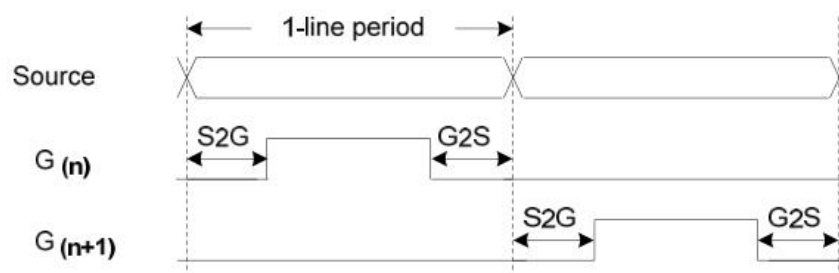 1-line period
Source
S2G G2S
G (n)
S2G G2S
G (n+1)